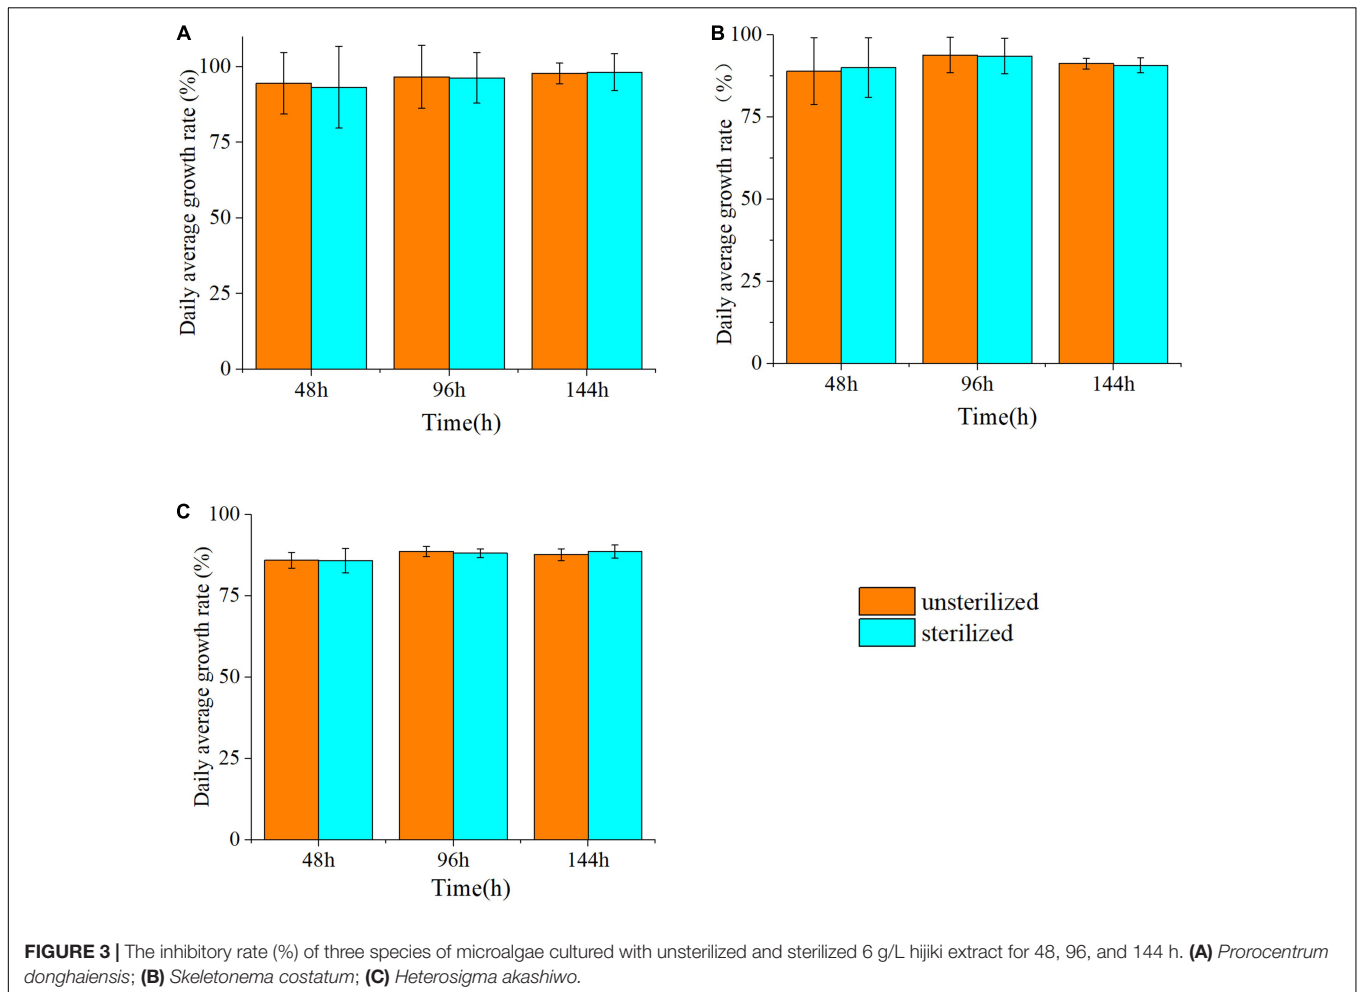 A
Daily average growth rate (%)
100
75
50
25
0
48h 96h 144h
Time(h)
B
Daily average growth rate（%）
100
75
50
25
0
48h 96h 144h
Time(h)
C
Daily average growth rate (%)
100
75
50
25
0
48h 96h 144h
Time(h)
unsterilized
sterilized
FIGURE 3 | The inhibitory rate (%) of three species of microalgae cultured with unsterilized and sterilized 6 g/L hijiki extract for 48, 96, and 144 h. (A) Prorocentrum
donghaiensis; (B) Skeletonema costatum; (C) Heterosigma akashiwo.